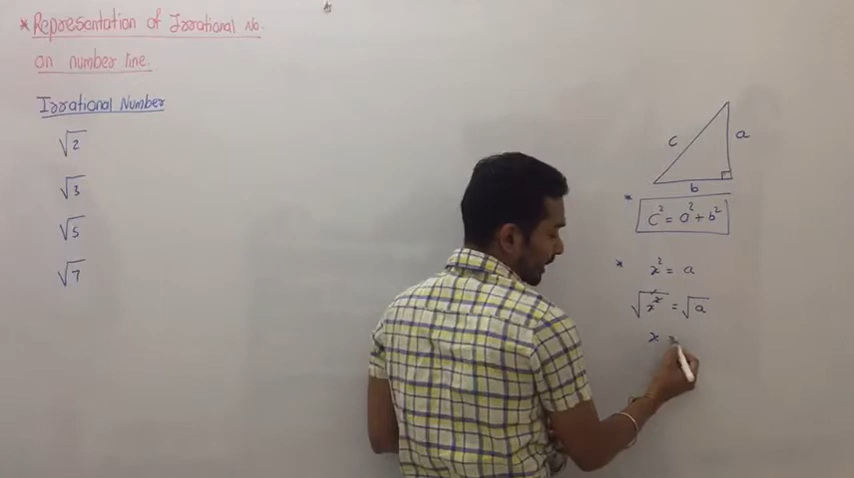 * Representation of Irrational No.
on number line.
Irrational Number
√2
√3
√5
√7
c
a
b
* c² = a² + b²
* x² = a
√x² = √a
x =